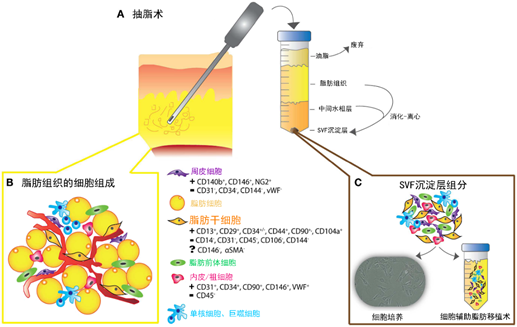 A 抽脂术
油脂
废弃
脂肪组织
中间水相层
消化-离心
SVF沉淀层
B 脂肪组织的细胞组成
周皮细胞
+ CD140b⁺, CD146⁺, NG2⁺
= CD31⁻, CD34⁻, CD144⁻, vWF⁻
脂肪细胞
脂肪干细胞
+ CD13⁺, CD29⁺, CD34⁺/⁻, CD44⁺, CD90⁺, CD104a⁺
= CD14⁻, CD31⁻, CD45⁻, CD106⁻, CD144⁻
? CD146⁻, αSMA⁻
脂肪前体细胞
内皮/祖细胞
+ CD31⁺, CD34⁺, CD90⁺, CD146⁺, VWF⁺
= CD45⁻
单核细胞、巨噬细胞
C SVF沉淀层组分
细胞培养
细胞辅助脂肪移植术